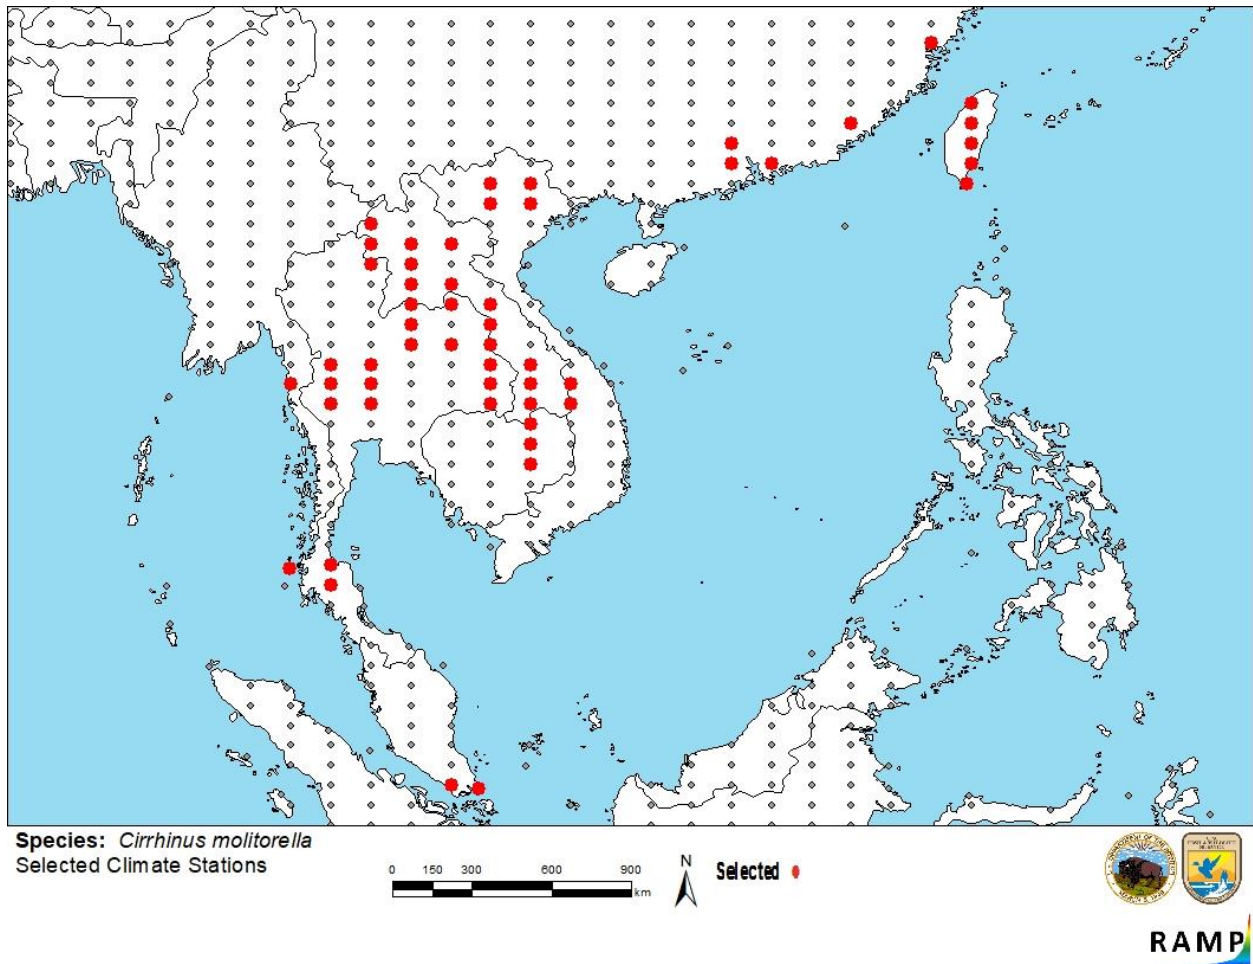 Species: Cirrhinus molitorella
Selected Climate Stations
0 150 300 600 900
km
N
Selected
RAMP